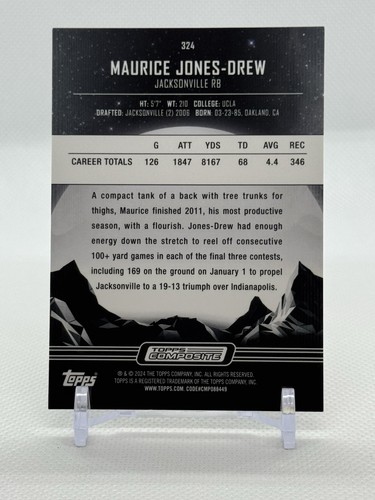 324
MAURICE JONES-DREW
JACKSONVILLE RB
HT: 5'7" WT: 210 COLLEGE: UCLA
DRAFTED: JACKSONVILLE (2) 2006 BORN: 03-23-85, OAKLAND, CA
G ATT YDS TD AVG REC
CAREER TOTALS 126 1847 8167 68 4.4 346
A compact tank of a back with tree trunks for
thighs, Maurice finished 2011, his most productive
season, with a flourish. Jones-Drew had enough
energy down the stretch to reel off consecutive
100+ yard games in each of the final three contests,
including 169 on the ground on January 1 to propel
Jacksonville to a 19-13 triumph over Indianapolis.
TOPPS
COMPOSITE
Topps
® & © 2024 THE TOPPS COMPANY, INC. ALL RIGHTS RESERVED.
TOPPS IS A REGISTERED TRADEMARK OF THE TOPPS COMPANY, INC.
WWW.TOPPS.COM. CODE#CMP088449